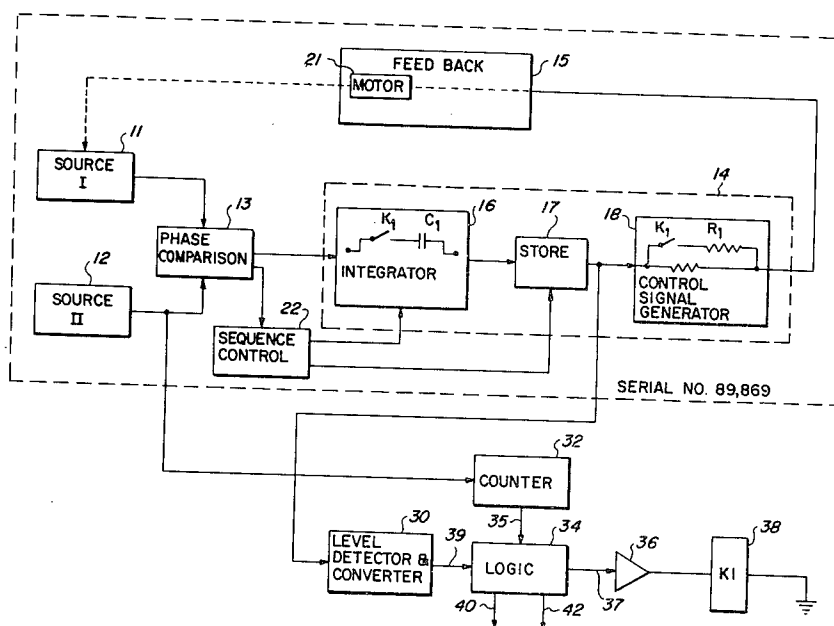 21
FEED BACK
15
MOTOR
11
SOURCE
I
13
PHASE
COMPARISON
12
SOURCE
II
22
SEQUENCE
CONTROL
14
16
K1
C1
INTEGRATOR
17
STORE
18
K1
R1
CONTROL
SIGNAL
GENERATOR
SERIAL NO. 89,869
32
COUNTER
30
LEVEL
DETECTOR &
CONVERTER
39
35
34
LOGIC
40
42
37
36
38
K1